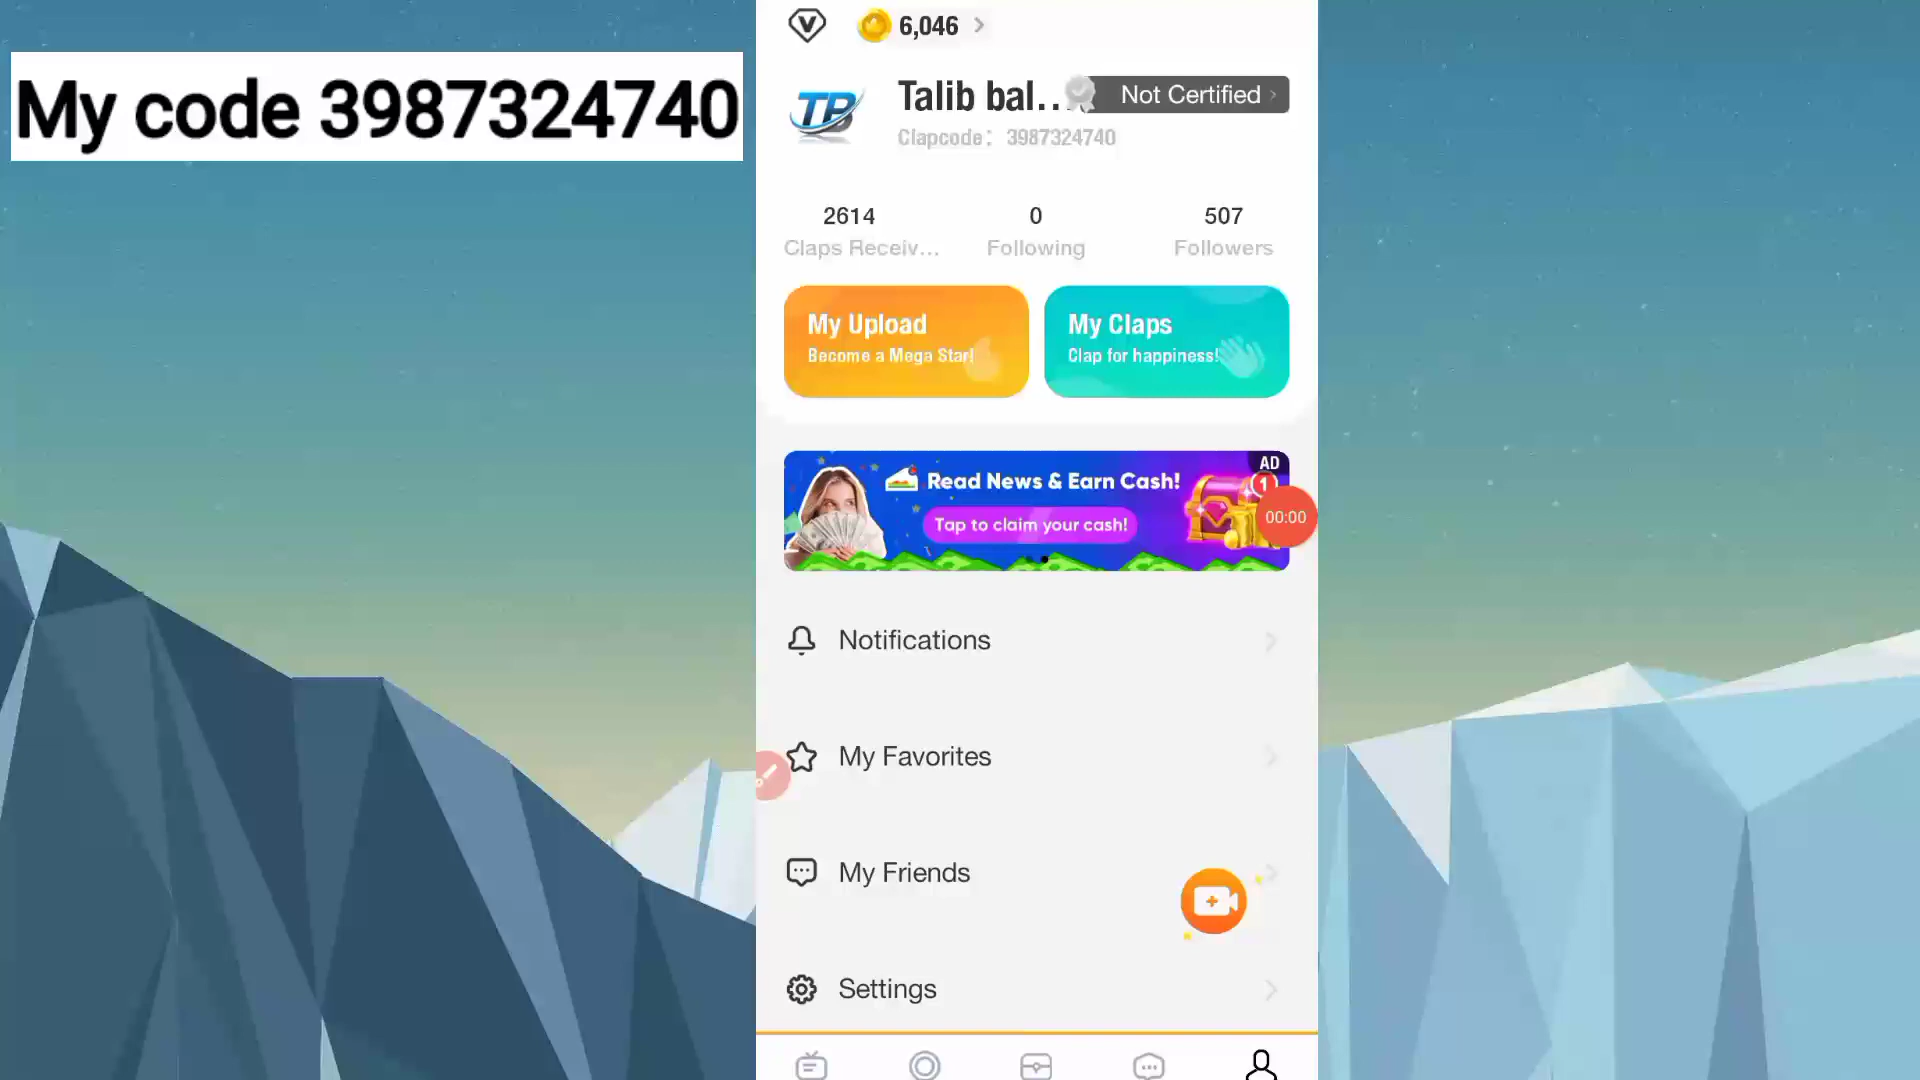 My code 3987324740
V
6,046
TB
Talib bal...
Not Certified
Clapcode: 3987324740
2614
0
507
Claps Receiv...
Following
Followers
My Upload
Become a Mega Star!
My Claps
Clap for happiness!
AD
Read News & Earn Cash!
1
Tap to claim your cash!
00:00
Notifications
My Favorites
My Friends
Settings